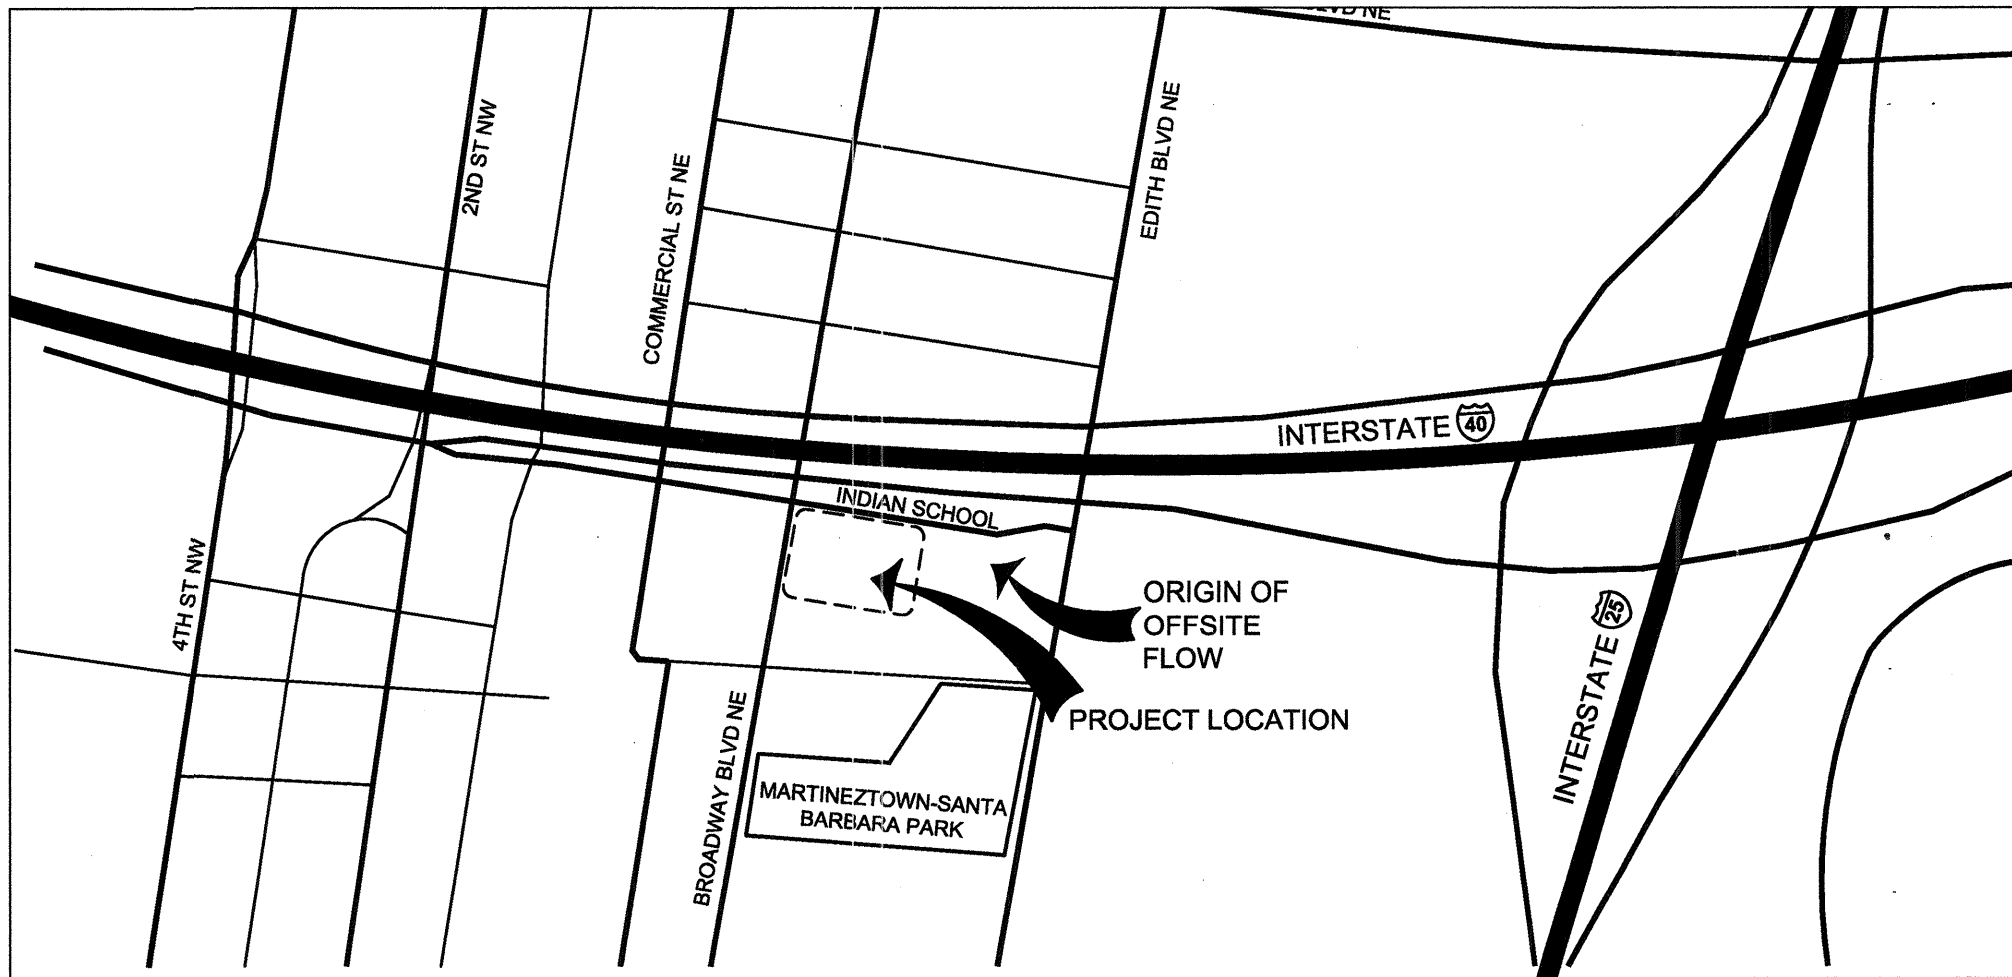 BLVD NE
2ND ST NW
COMMERCIAL ST NE
EDITH BLVD NE
INTERSTATE 40
INDIAN SCHOOL
4TH ST NW
ORIGIN OF
OFFSITE
FLOW
INTERSTATE 25
PROJECT LOCATION
BROADWAY BLVD NE
MARTINEZTOWN-SANTA
BARBARA PARK